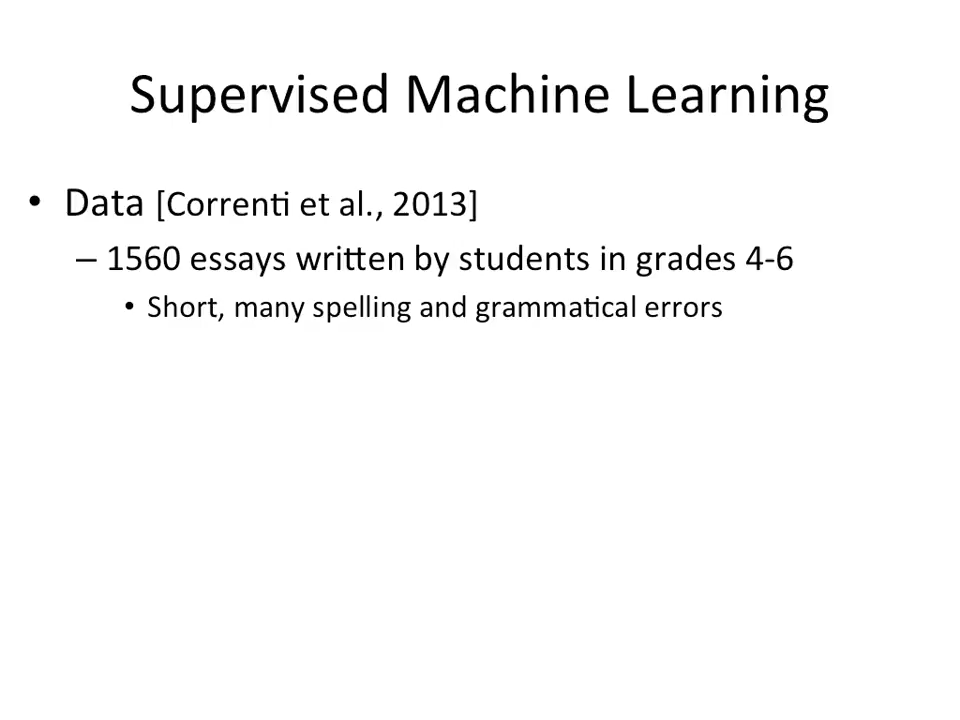 Supervised Machine Learning
• Data [Correnti et al., 2013]
– 1560 essays written by students in grades 4-6
• Short, many spelling and grammatical errors